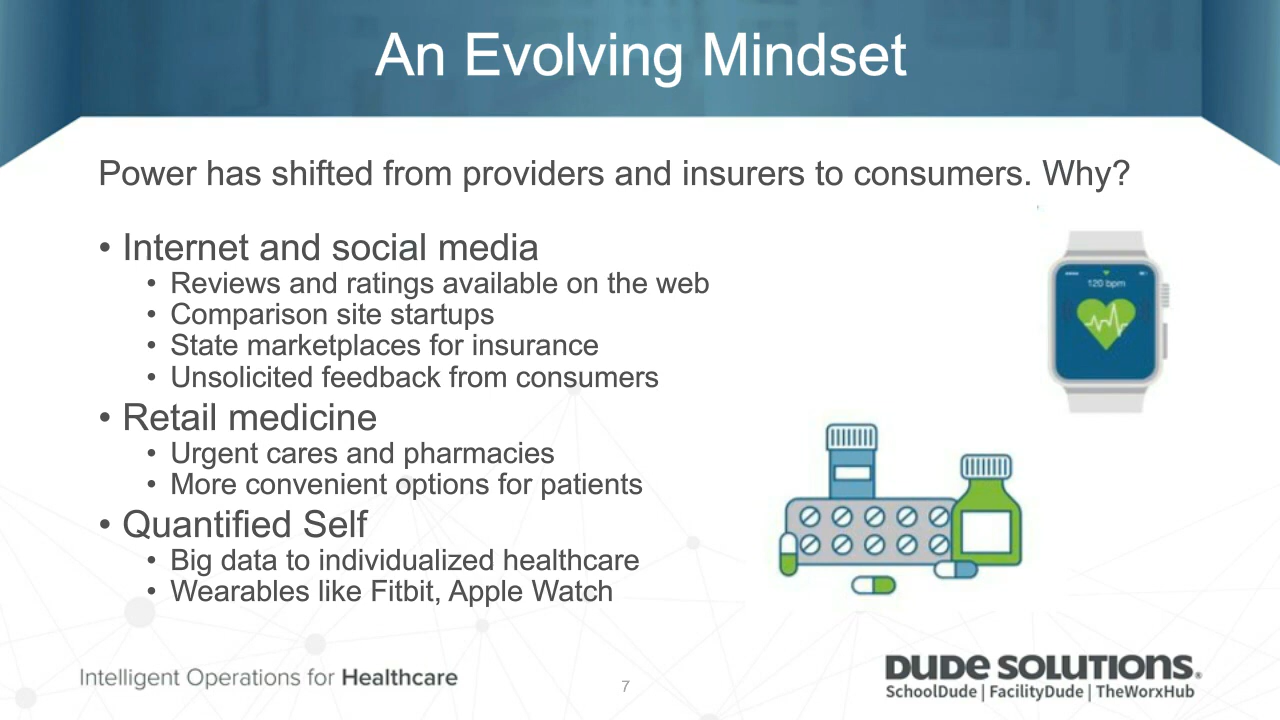 An Evolving Mindset
Power has shifted from providers and insurers to consumers. Why?
• Internet and social media
• Reviews and ratings available on the web
• Comparison site startups
• State marketplaces for insurance
• Unsolicited feedback from consumers
• Retail medicine
• Urgent cares and pharmacies
• More convenient options for patients
• Quantified Self
• Big data to individualized healthcare
• Wearables like Fitbit, Apple Watch
120 bpm
Intelligent Operations for Healthcare
7
DUDE SOLUTIONS®
SchoolDude | FacilityDude | TheWorxHub